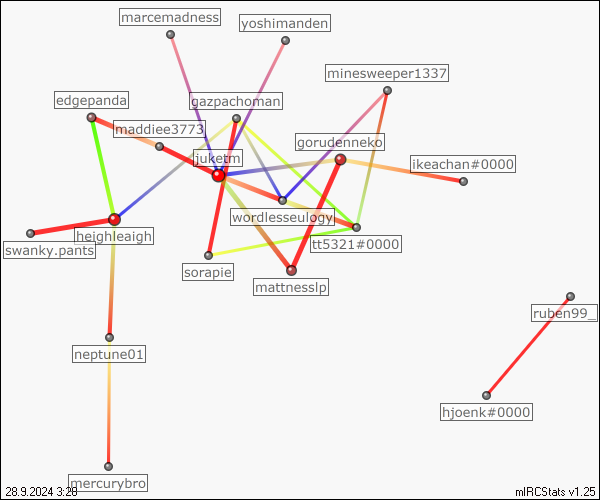 marcemadness
yoshimanden
minesweeper1337
edgepanda
gazpachoman
maddiee3773
gorudenneko
juketm
ikeachan#0000
wordlesseulogy
heighleaigh
tt5321#0000
swanky.pants
sorapie
mattnesslp
ruben99_
neptune01
hjoenk#0000
mercurybro
28.9.2024 3:28
mIRCStats v1.25